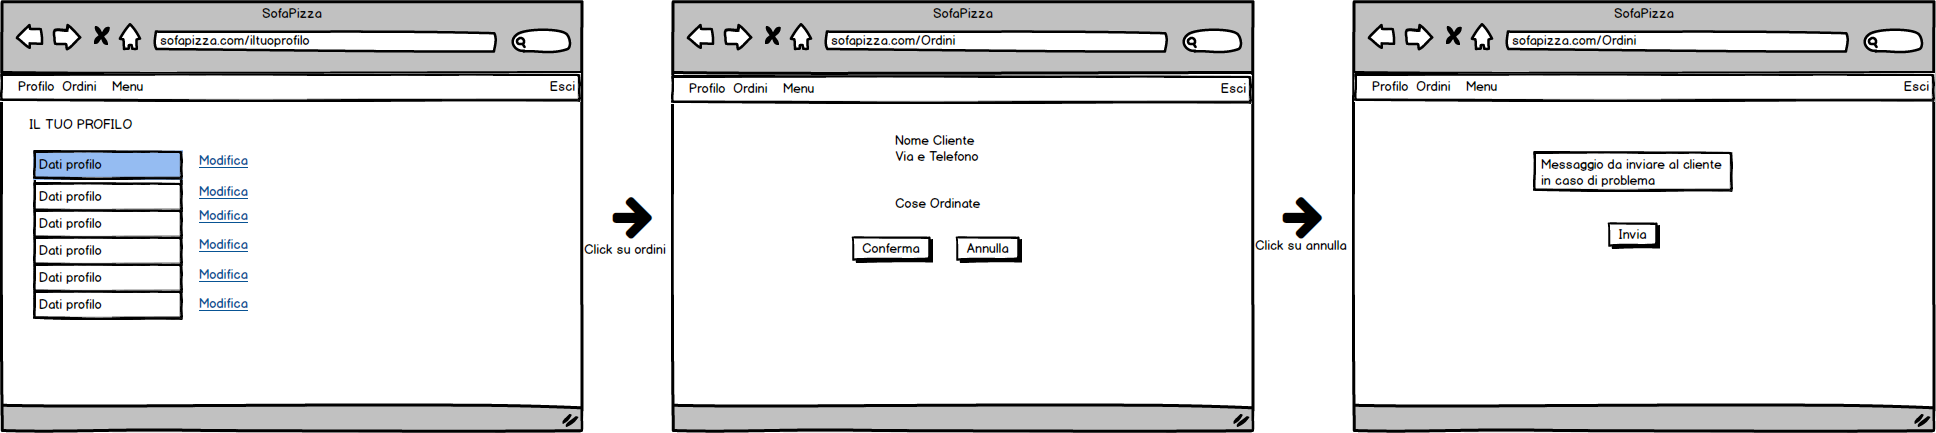 SofaPizza
sofapizza.com/iltuoprofilo
Profilo Ordini Menu Esci
IL TUO PROFILO
Dati profilo Modifica
Dati profilo Modifica
Dati profilo Modifica
Dati profilo Modifica
Dati profilo Modifica
Dati profilo Modifica
Click su ordini
SofaPizza
sofapizza.com/Ordini
Profilo Ordini Menu Esci
Nome Cliente
Via e Telefono
Cose Ordinate
Conferma Annulla
Click su annulla
SofaPizza
sofapizza.com/Ordini
Profilo Ordini Menu Esci
Messaggio da inviare al cliente
in caso di problema
Invia